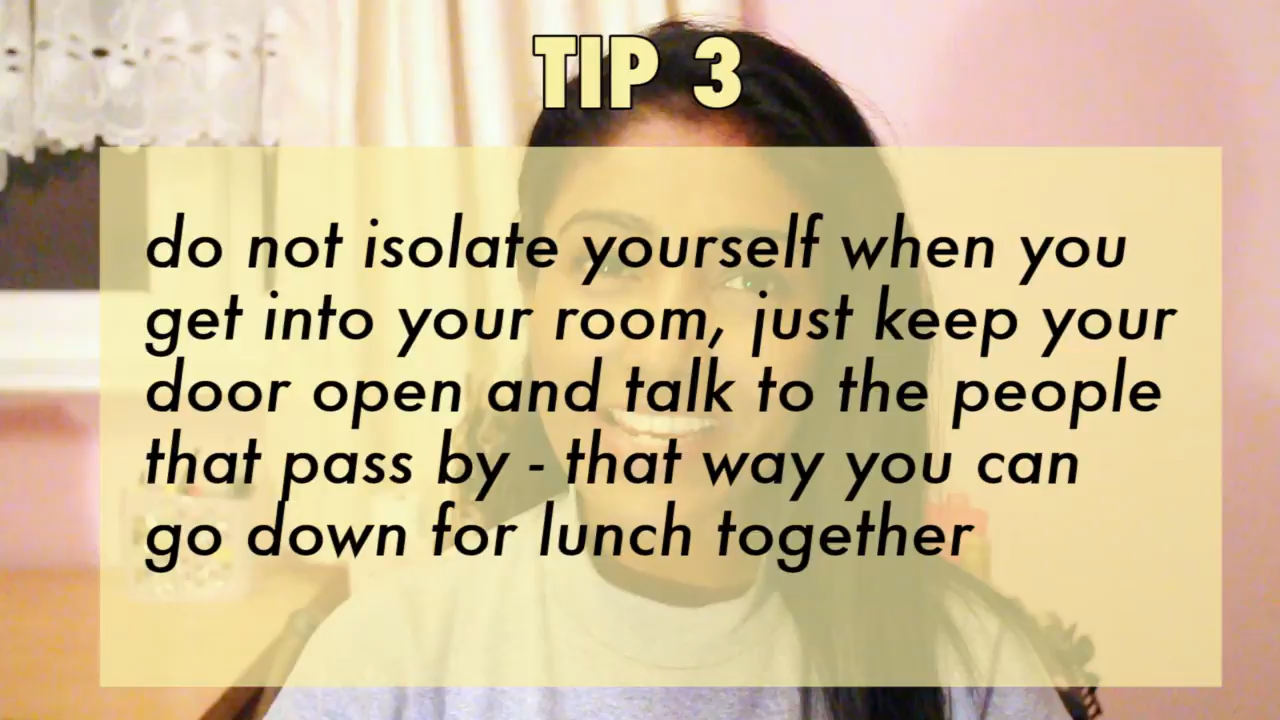 TIP 3
do not isolate yourself when you
get into your room, just keep your
door open and talk to the people
that pass by - that way you can
go down for lunch together